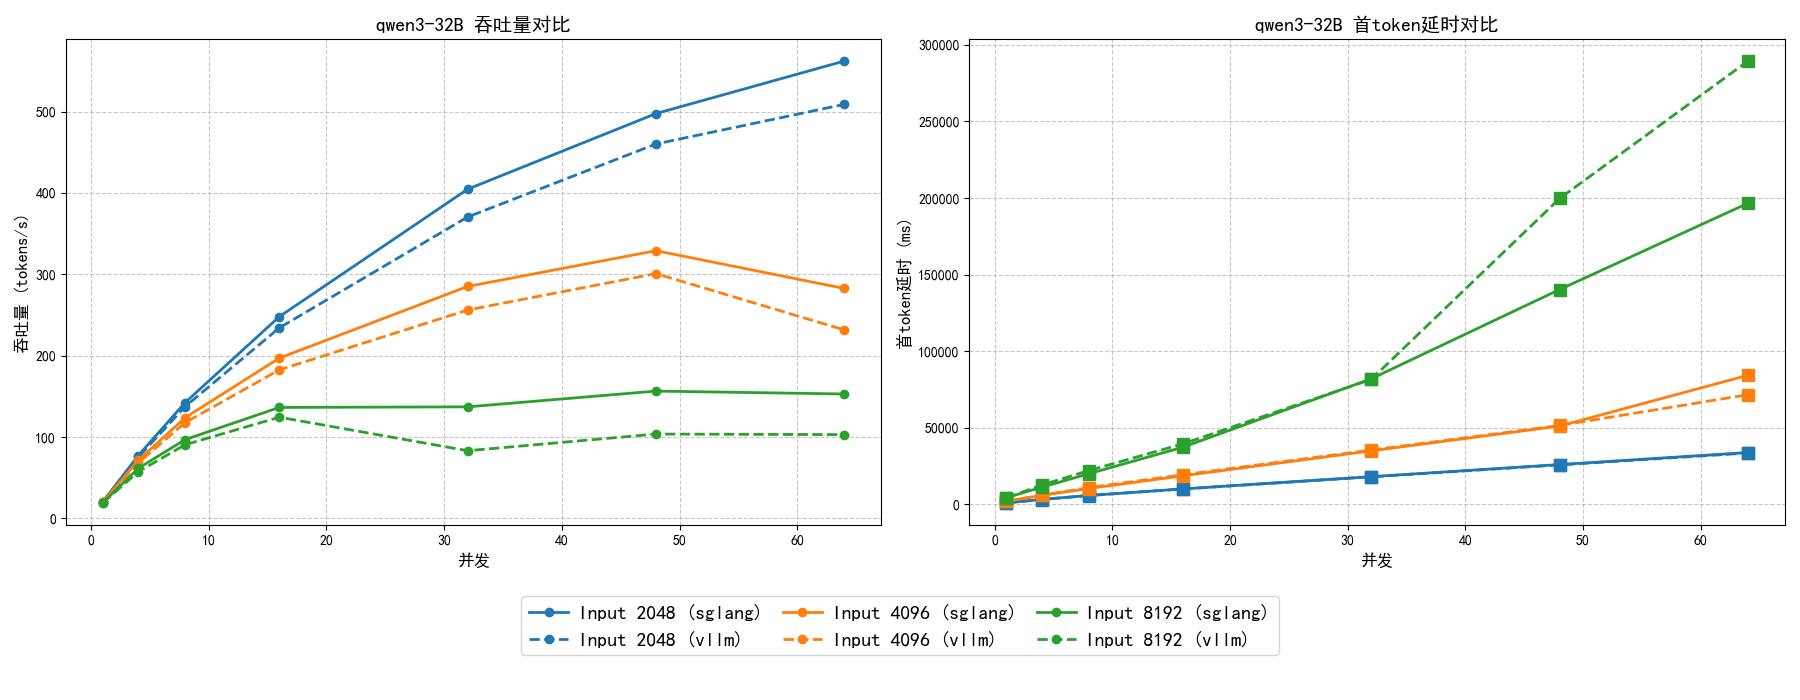 qwen3-32B 吞吐量对比
吞吐量 (tokens/s)
500
400
300
200
100
0
0 10 20 30 40 50 60
并发
qwen3-32B 首token延时对比
首token延时 (ms)
300000
250000
200000
150000
100000
50000
0
0 10 20 30 40 50 60
并发
Input 2048 (sglang) Input 4096 (sglang) Input 8192 (sglang)
Input 2048 (vllm) Input 4096 (vllm) Input 8192 (vllm)